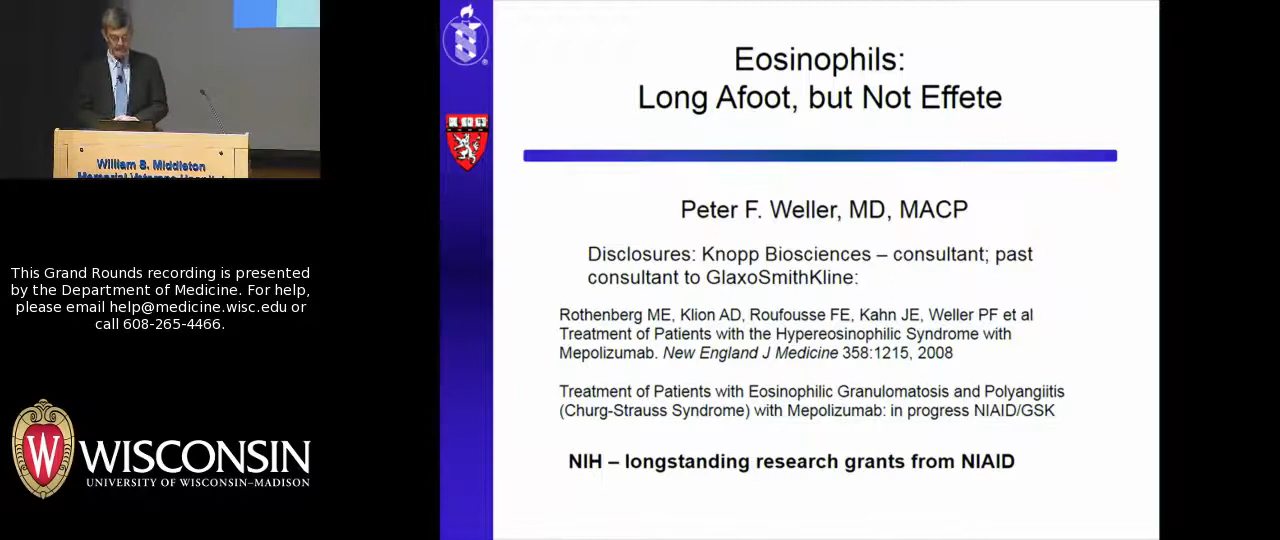 William S. Middleton
Memorial Veterans Hospital
This Grand Rounds recording is presented
by the Department of Medicine. For help,
please email help@medicine.wisc.edu or
call 608-265-4466.
W WISCONSIN
UNIVERSITY OF WISCONSIN–MADISON
Eosinophils:
Long Afoot, but Not Effete
Peter F. Weller, MD, MACP
Disclosures: Knopp Biosciences – consultant; past
consultant to GlaxoSmithKline:
Rothenberg ME, Klion AD, Roufousse FE, Kahn JE, Weller PF et al
Treatment of Patients with the Hypereosinophilic Syndrome with
Mepolizumab. New England J Medicine 358:1215, 2008
Treatment of Patients with Eosinophilic Granulomatosis and Polyangiitis
(Churg-Strauss Syndrome) with Mepolizumab: in progress NIAID/GSK
NIH – longstanding research grants from NIAID